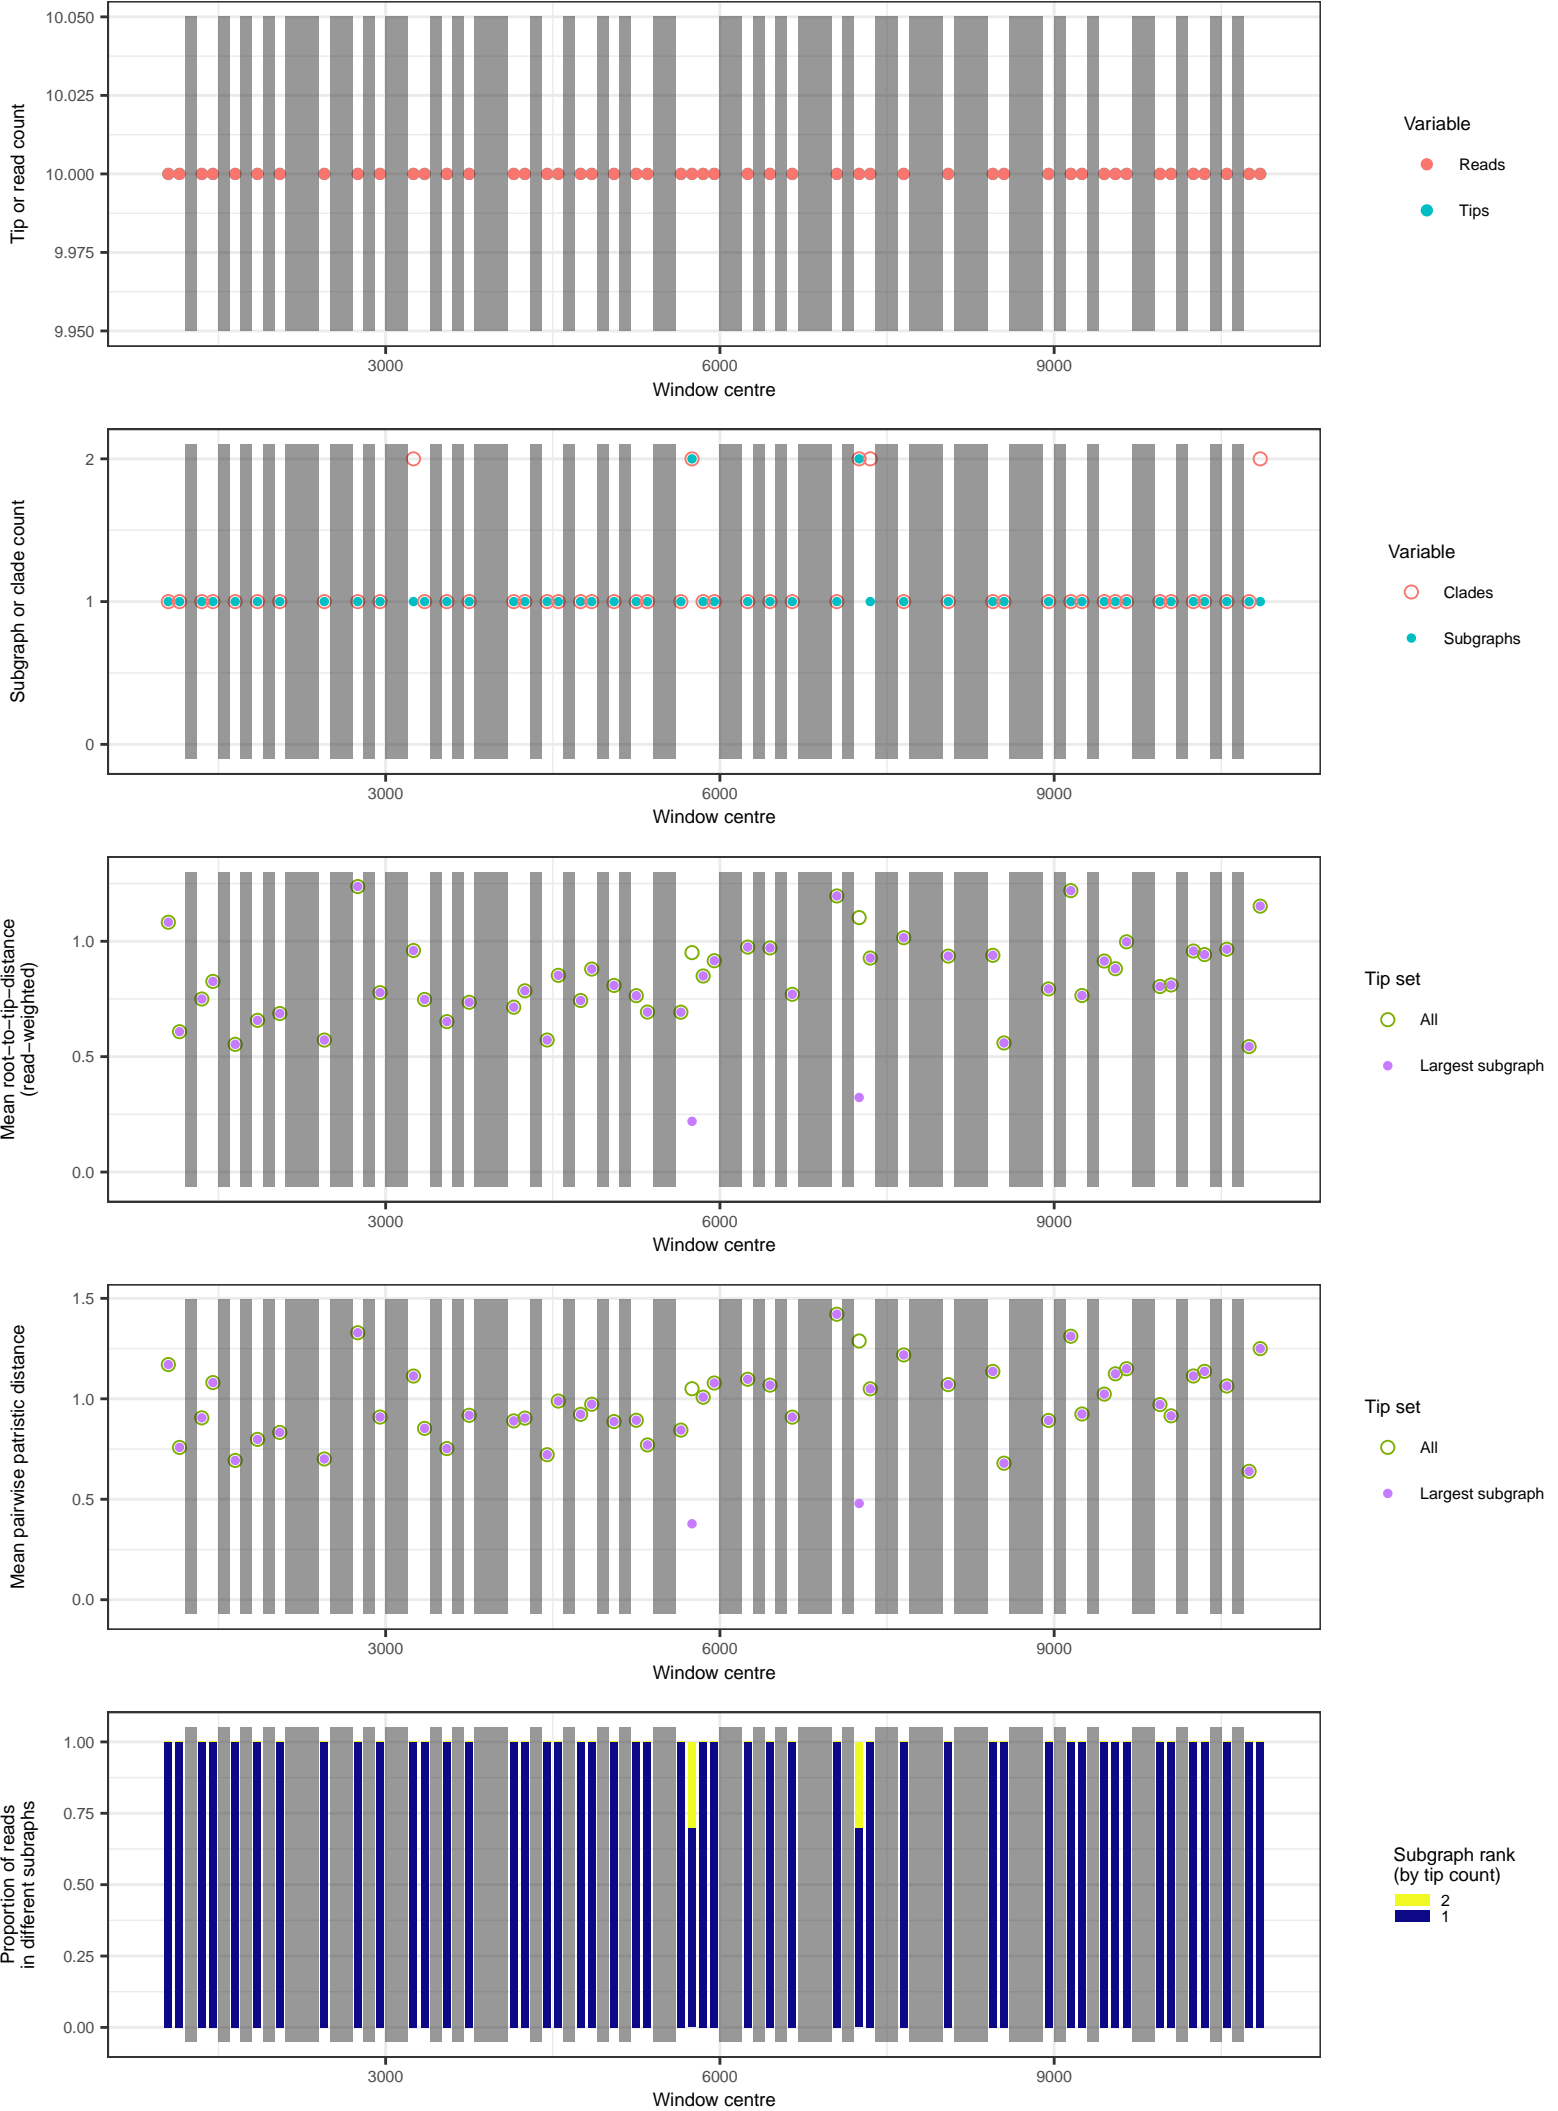 10.050
10.025
10.000
9.975
9.950
Tip or read count
3000
6000
9000
Window centre
Variable
Reads
Tips
2
1
0
Subgraph or clade count
3000
6000
9000
Window centre
Variable
Clades
Subgraphs
1.0
0.5
0.0
Mean root−to−tip−distance
(read−weighted)
3000
6000
9000
Window centre
Tip set
All
Largest subgraph
1.5
1.0
0.5
0.0
Mean pairwise patristic distance
3000
6000
9000
Window centre
Tip set
All
Largest subgraph
1.00
0.75
0.50
0.25
0.00
Proportion of reads
in different subraphs
3000
6000
9000
Window centre
Subgraph rank
(by tip count)
2
1